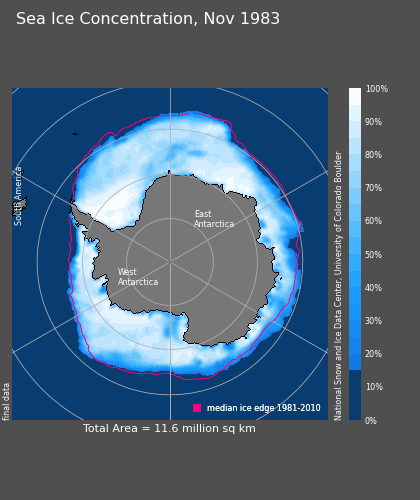 Sea Ice Concentration, Nov 1983
South America
East
Antarctica
West
Antarctica
final data
median ice edge 1981-2010
Total Area = 11.6 million sq km
100%
90%
80%
70%
60%
50%
40%
30%
20%
10%
0%
National Snow and Ice Data Center, University of Colorado Boulder